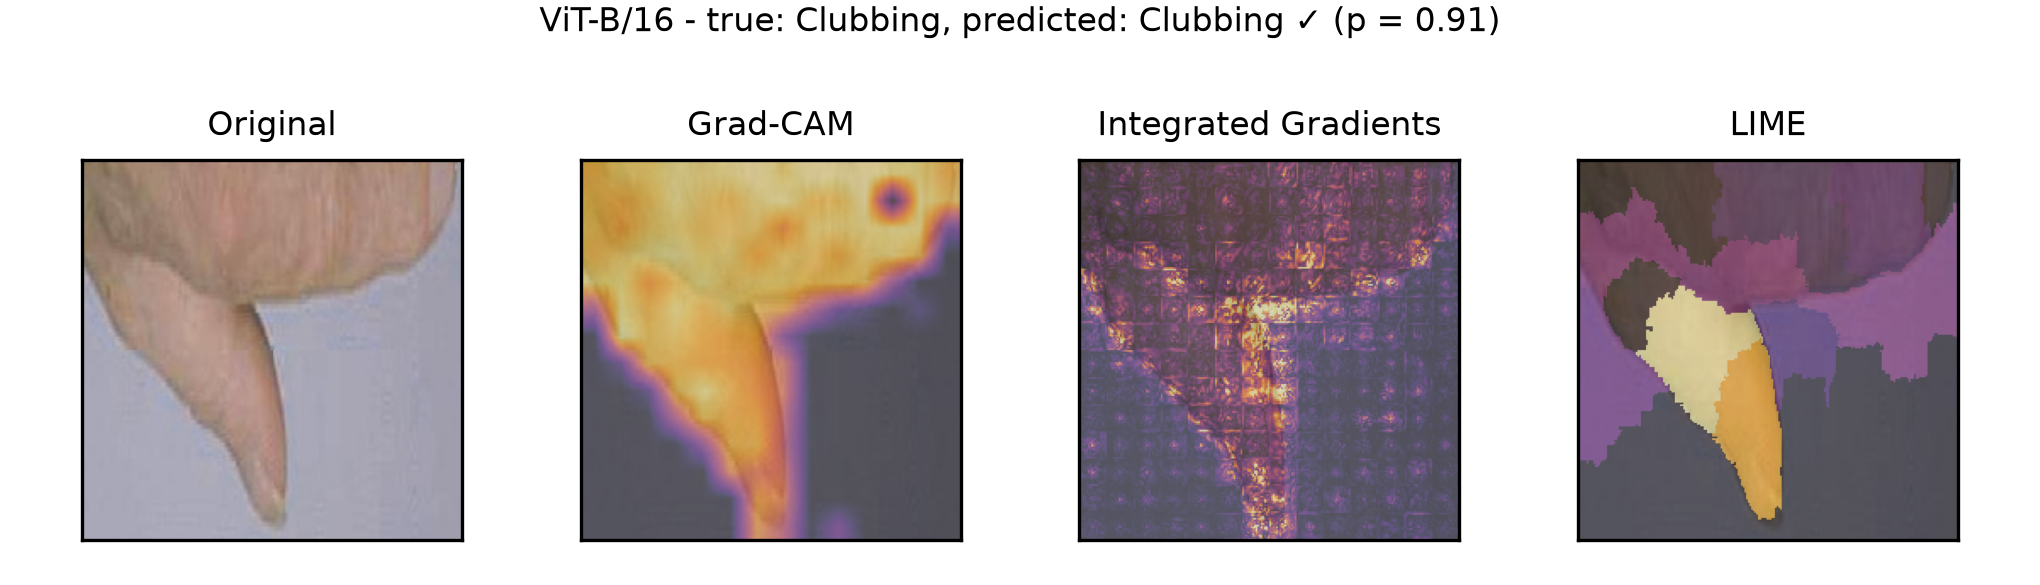 ViT-B/16 - true: Clubbing, predicted: Clubbing ✓ (p = 0.91)
Original
Grad-CAM
Integrated Gradients
LIME